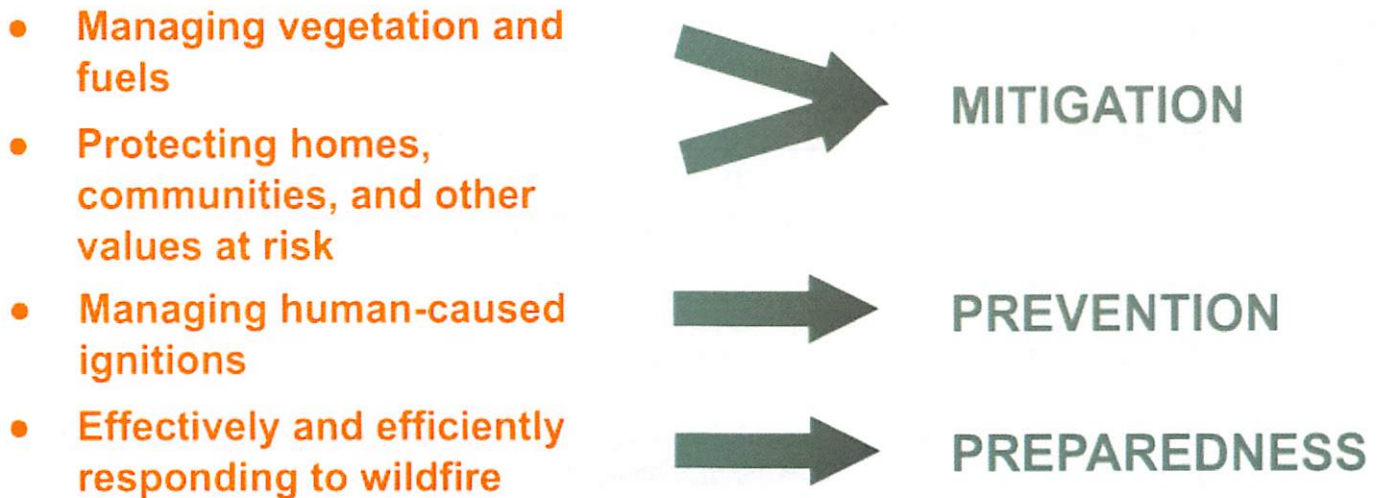 • Managing vegetation and
fuels
MITIGATION
• Protecting homes,
communities, and other
values at risk
• Managing human-caused
ignitions
PREVENTION
• Effectively and efficiently
responding to wildfire
PREPAREDNESS